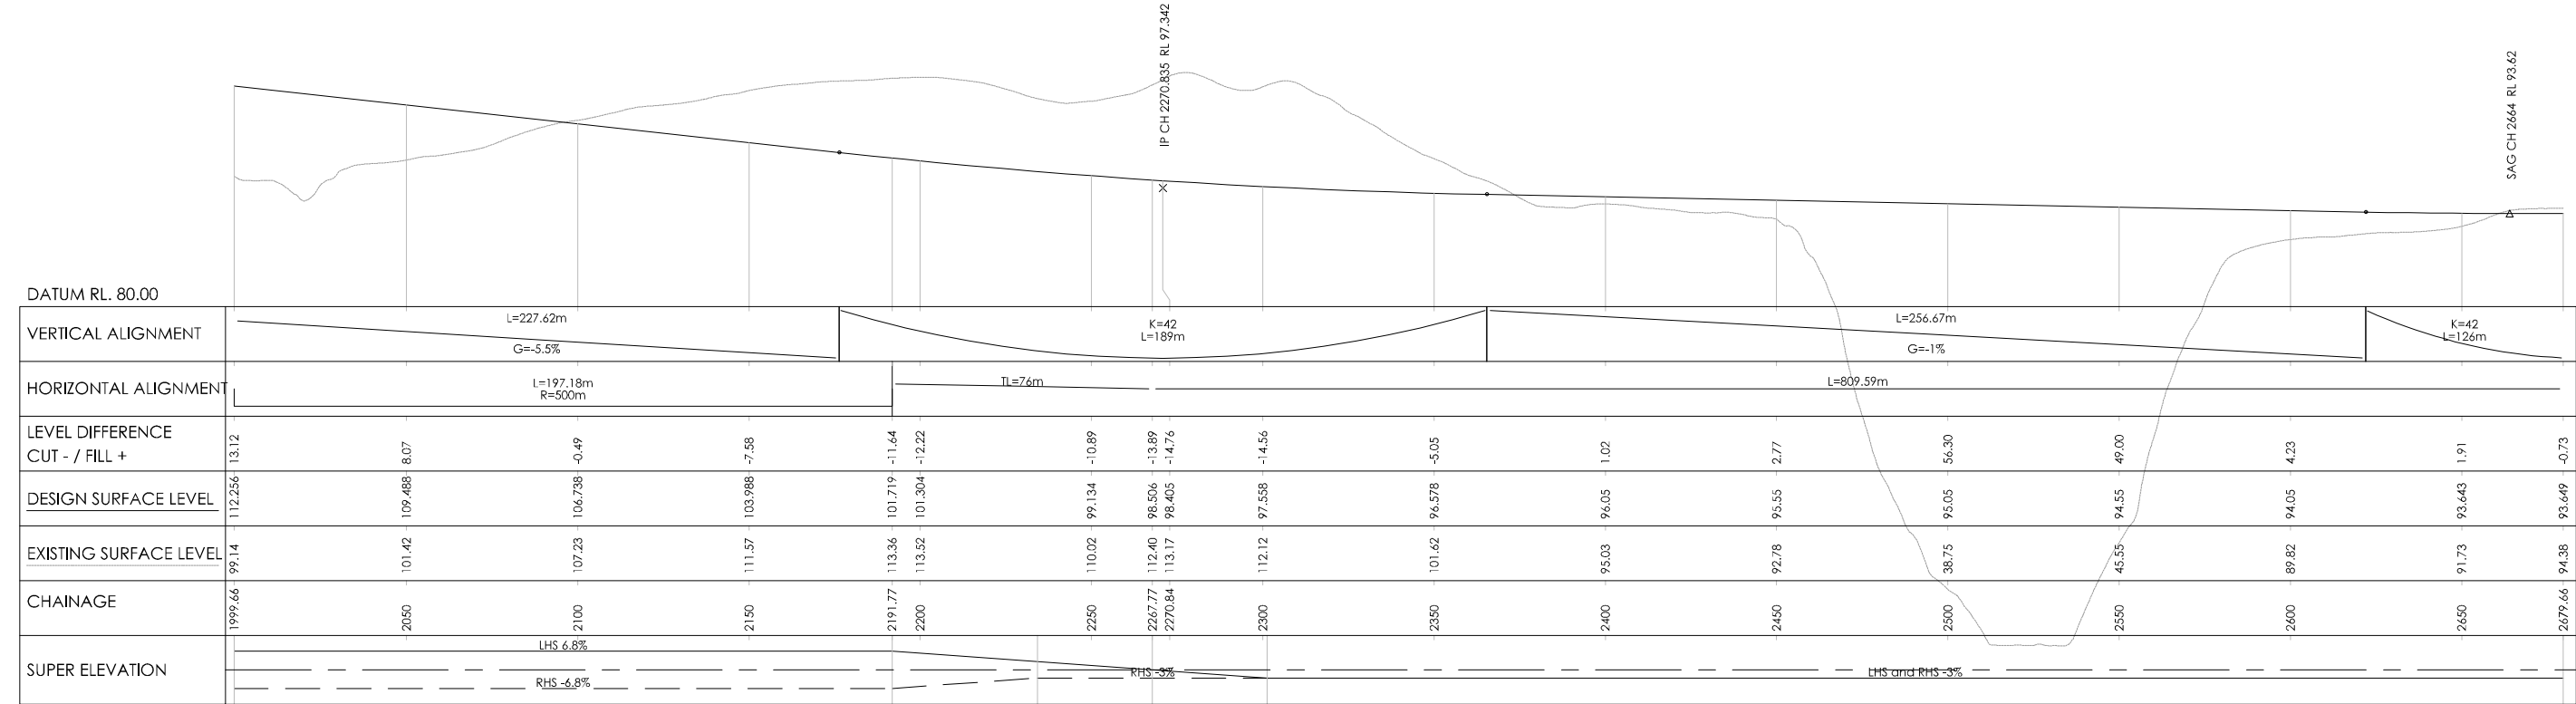 IP CH 2270.835 RL 97.342
SAG CH 2664 RL 93.62
DATUM RL. 80.00
VERTICAL ALIGNMENT
L=227.62m
G=-5.5%
K=42
L=189m
L=256.67m
G=-1%
K=42
L=126m
HORIZONTAL ALIGNMENT
L=197.18m
R=500m
TL=76m
L=809.59m
LEVEL DIFFERENCE
CUT - / FILL +
13.12 8.07 -0.49 -7.58 -11.64 -12.22 -10.89 -13.89 -14.76 -14.56 -5.05 1.02 2.77 56.30 49.00 4.23 1.91 -0.73
DESIGN SURFACE LEVEL
112.256 109.488 106.738 103.988 101.719 101.304 99.134 98.506 98.405 97.558 96.578 96.05 95.55 95.05 94.55 94.05 93.643 93.649
EXISTING SURFACE LEVEL
99.14 101.42 107.23 111.57 113.36 113.52 110.02 112.40 113.17 112.12 101.62 95.03 92.78 38.75 45.55 89.82 91.73 94.38
CHAINAGE
1999.66 2050 2100 2150 2191.77 2200 2250 2267.77 2270.84 2300 2350 2400 2450 2500 2550 2600 2650 2679.66
SUPER ELEVATION
LHS 6.8%
RHS -6.8%
RHS -3%
LHS and RHS -3%